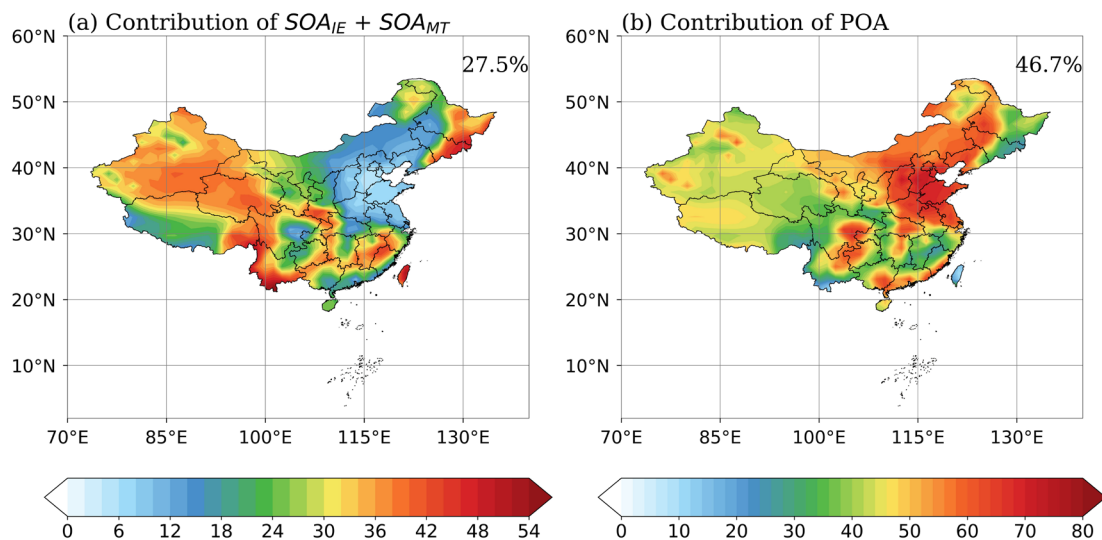 (a) Contribution of SOA_IE + SOA_MT
(b) Contribution of POA
60°N
60°N
27.5%
46.7%
50°N
50°N
40°N
40°N
30°N
30°N
20°N
20°N
10°N
10°N
70°E 85°E 100°E 115°E 130°E
70°E 85°E 100°E 115°E 130°E
0 6 12 18 24 30 36 42 48 54
0 10 20 30 40 50 60 70 80